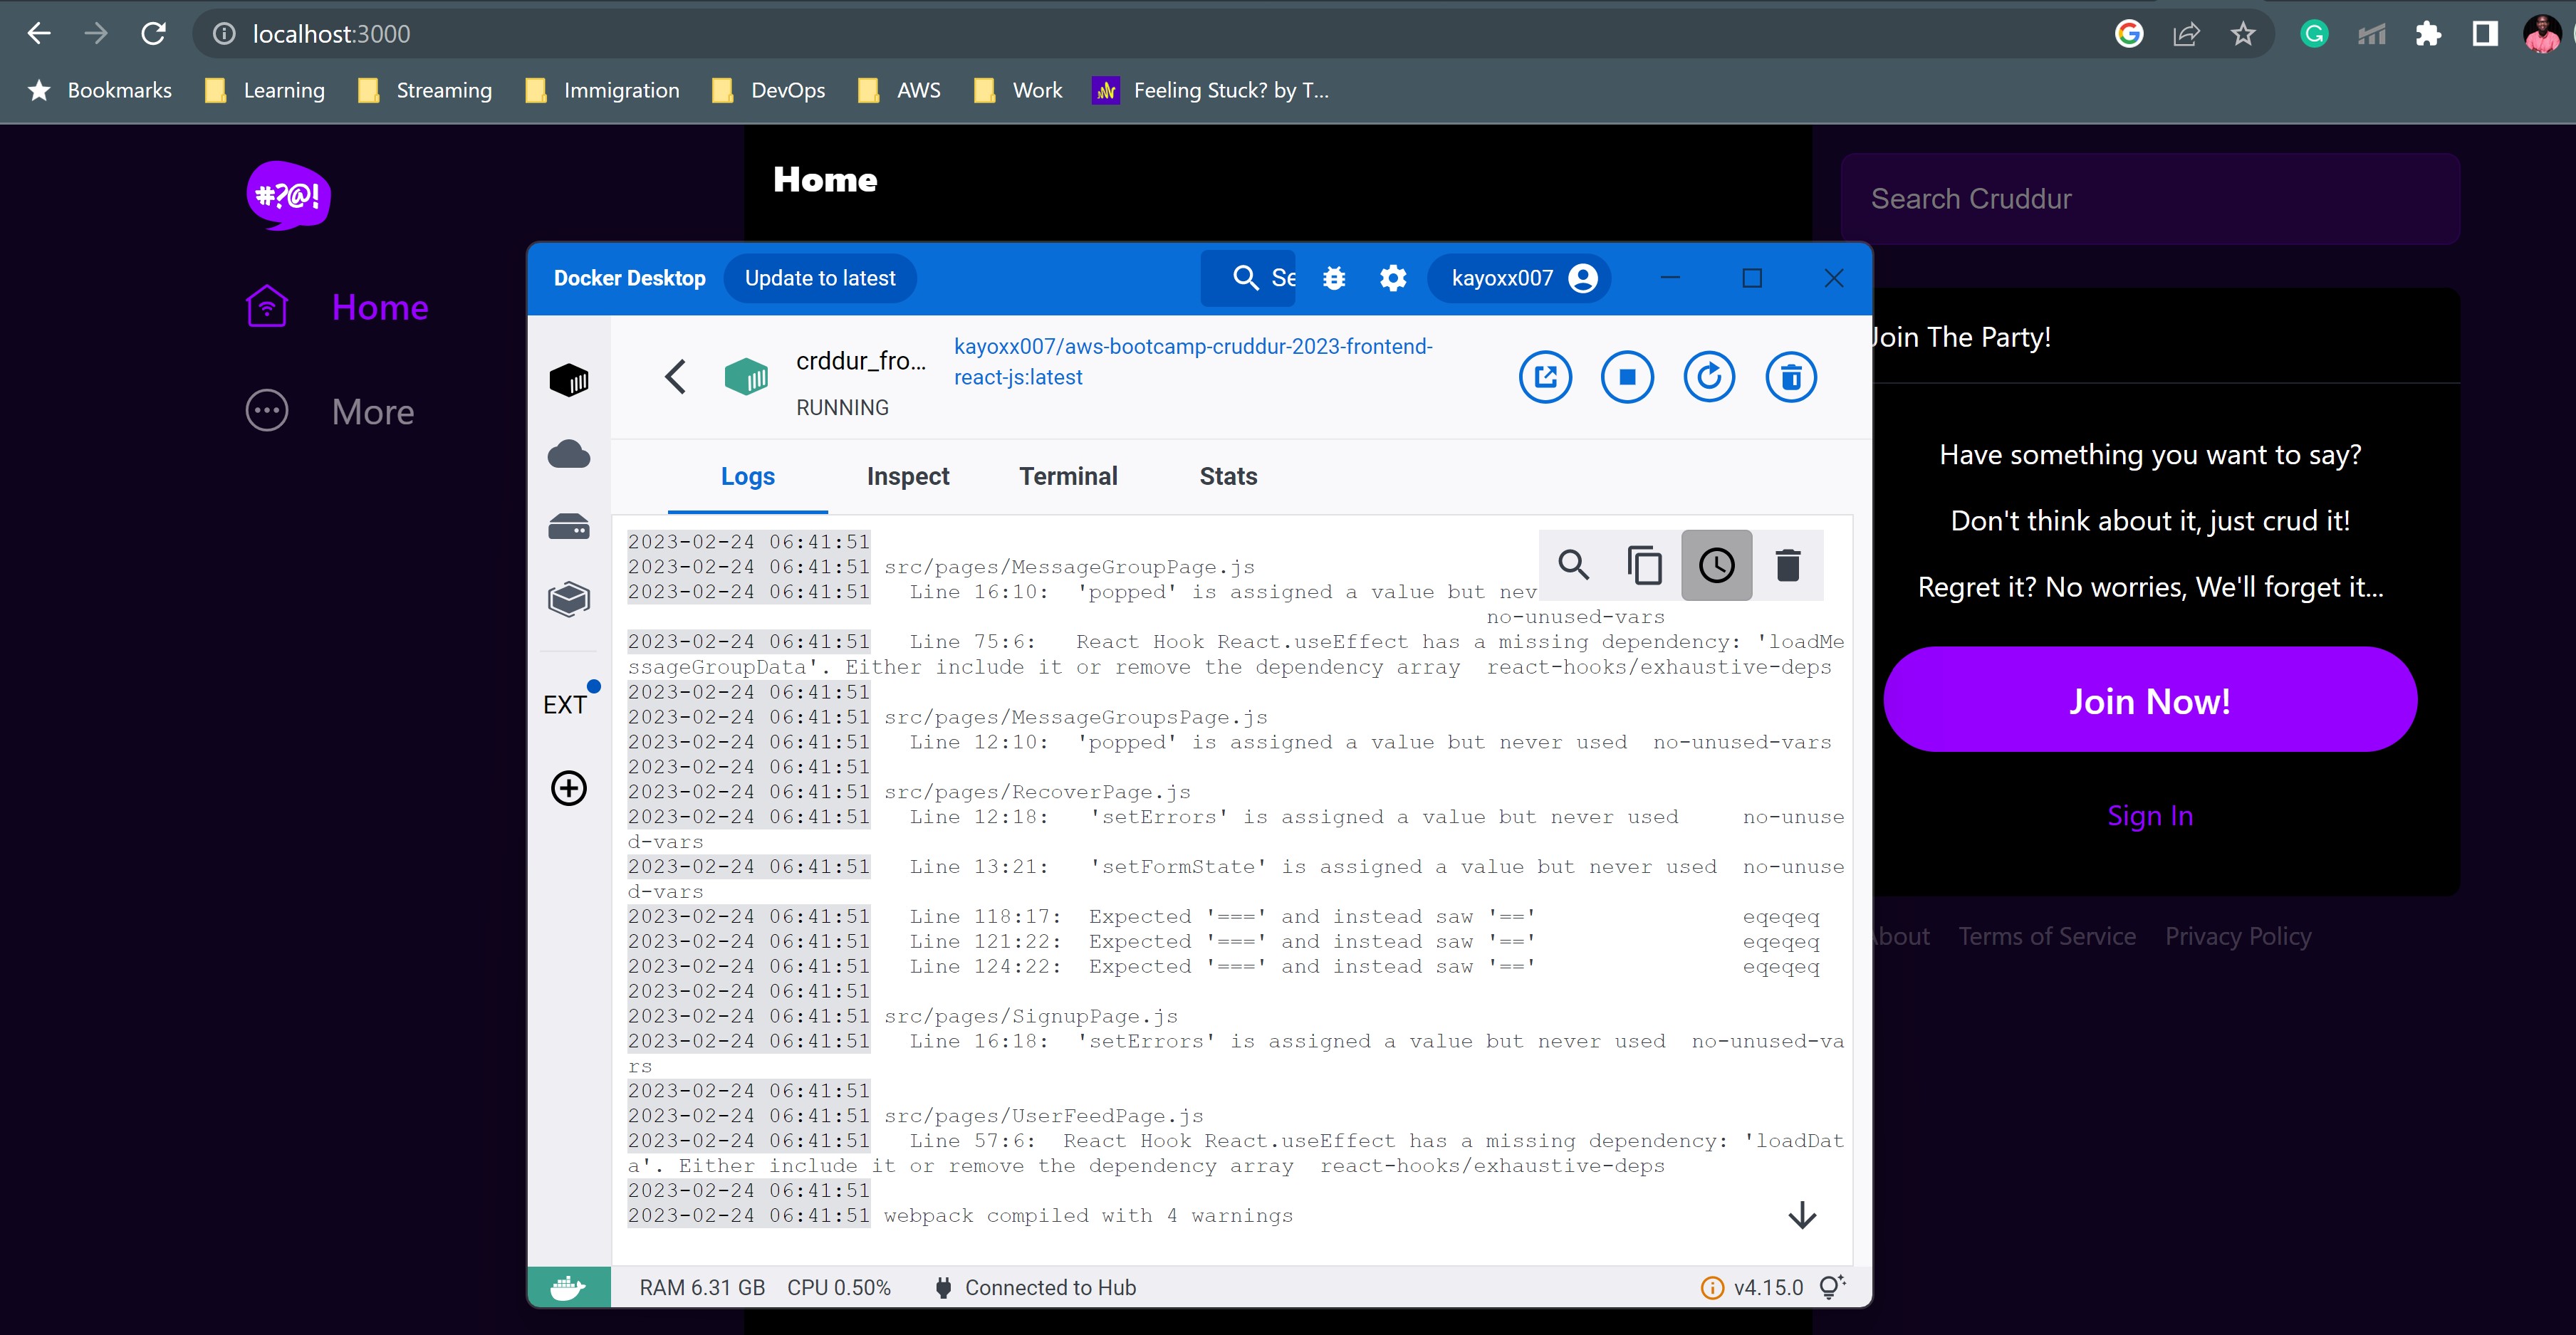 localhost:3000
Bookmarks Learning Streaming Immigration DevOps AWS Work Feeling Stuck? by T...
#?@!
Home
Search Cruddur
Home
More
Docker Desktop Update to latest Se kayoxx007
crddur_fro...
RUNNING
kayoxx007/aws-bootcamp-cruddur-2023-frontend-
react-js:latest
Logs Inspect Terminal Stats
EXT
2023-02-24 06:41:51
2023-02-24 06:41:51 src/pages/MessageGroupPage.js
2023-02-24 06:41:51 Line 16:10: 'popped' is assigned a value but nev
no-unused-vars
2023-02-24 06:41:51 Line 75:6: React Hook React.useEffect has a missing dependency: 'loadMe
ssageGroupData'. Either include it or remove the dependency array react-hooks/exhaustive-deps
2023-02-24 06:41:51
2023-02-24 06:41:51 src/pages/MessageGroupsPage.js
2023-02-24 06:41:51 Line 12:10: 'popped' is assigned a value but never used no-unused-vars
2023-02-24 06:41:51
2023-02-24 06:41:51 src/pages/RecoverPage.js
2023-02-24 06:41:51 Line 12:18: 'setErrors' is assigned a value but never used no-unuse
d-vars
2023-02-24 06:41:51 Line 13:21: 'setFormState' is assigned a value but never used no-unuse
d-vars
2023-02-24 06:41:51 Line 118:17: Expected '===' and instead saw '==' eqeqeq
2023-02-24 06:41:51 Line 121:22: Expected '===' and instead saw '==' eqeqeq
2023-02-24 06:41:51 Line 124:22: Expected '===' and instead saw '==' eqeqeq
2023-02-24 06:41:51
2023-02-24 06:41:51 src/pages/SignupPage.js
2023-02-24 06:41:51 Line 16:18: 'setErrors' is assigned a value but never used no-unused-va
rs
2023-02-24 06:41:51
2023-02-24 06:41:51 src/pages/UserFeedPage.js
2023-02-24 06:41:51 Line 57:6: React Hook React.useEffect has a missing dependency: 'loadDat
a'. Either include it or remove the dependency array react-hooks/exhaustive-deps
2023-02-24 06:41:51
2023-02-24 06:41:51 webpack compiled with 4 warnings
RAM 6.31 GB CPU 0.50% Connected to Hub v4.15.0
Join The Party!
Have something you want to say?
Don't think about it, just crud it!
Regret it? No worries, We'll forget it...
Join Now!
Sign In
bout Terms of Service Privacy Policy